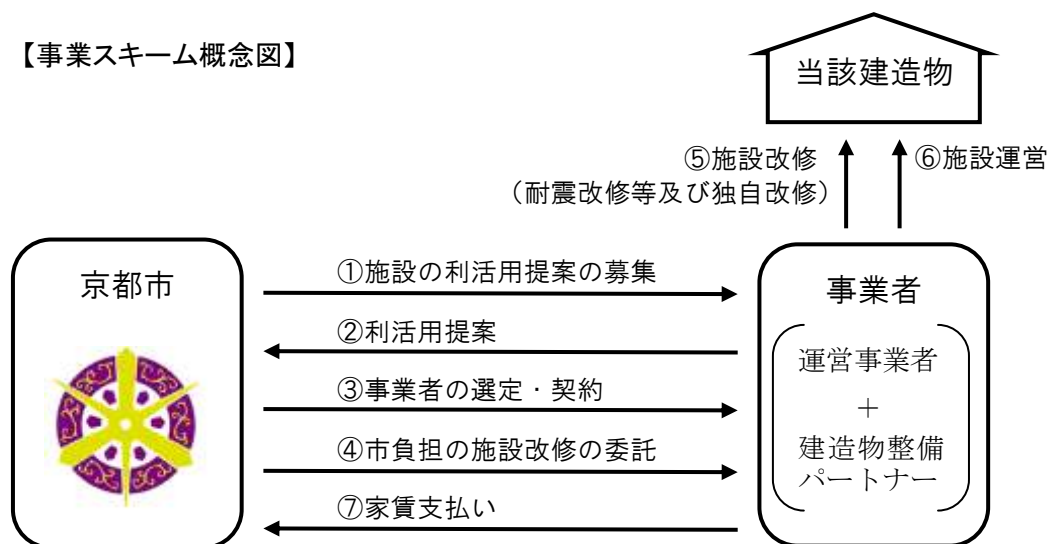 【事業スキーム概念図】
当該建造物
⑤施設改修
（耐震改修等及び独自改修）
⑥施設運営
京都市
①施設の利活用提案の募集
②利活用提案
③事業者の選定・契約
④市負担の施設改修の委託
⑦家賃支払い
事業者
運営事業者
＋
建造物整備
パートナー